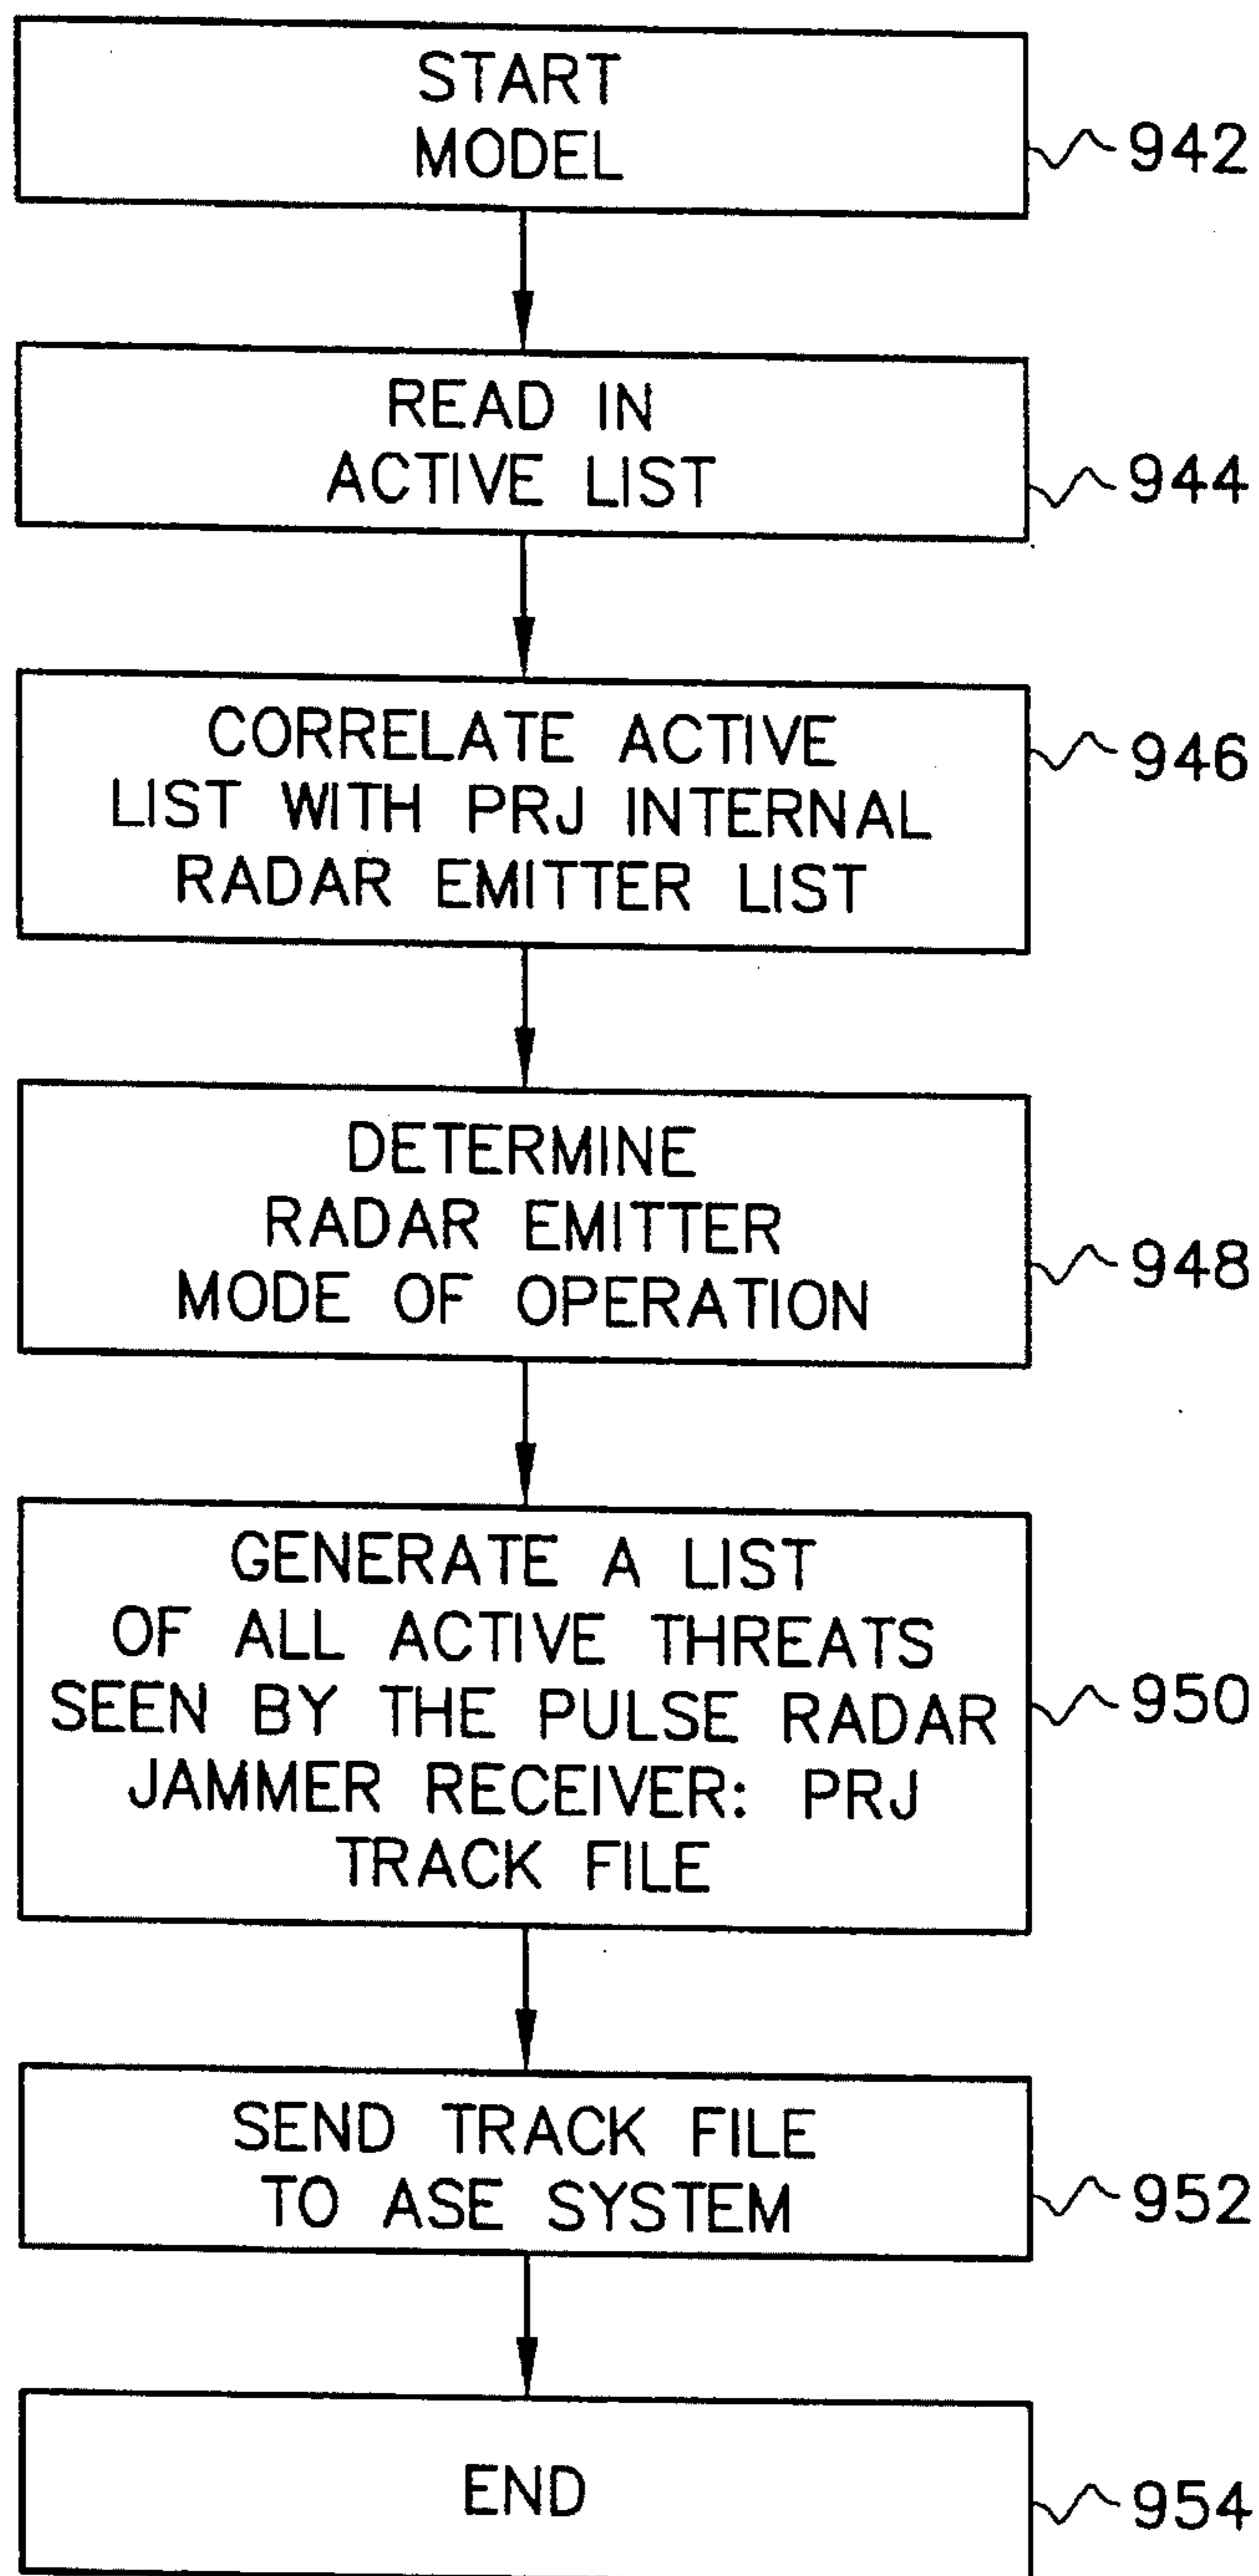 START
MODEL
942
READ IN
ACTIVE LIST
944
CORRELATE ACTIVE
LIST WITH PRJ INTERNAL
RADAR EMITTER LIST
946
DETERMINE
RADAR EMITTER
MODE OF OPERATION
948
GENERATE A LIST
OF ALL ACTIVE THREATS
SEEN BY THE PULSE RADAR
JAMMER RECEIVER: PRJ
TRACK FILE
950
SEND TRACK FILE
TO ASE SYSTEM
952
END
954